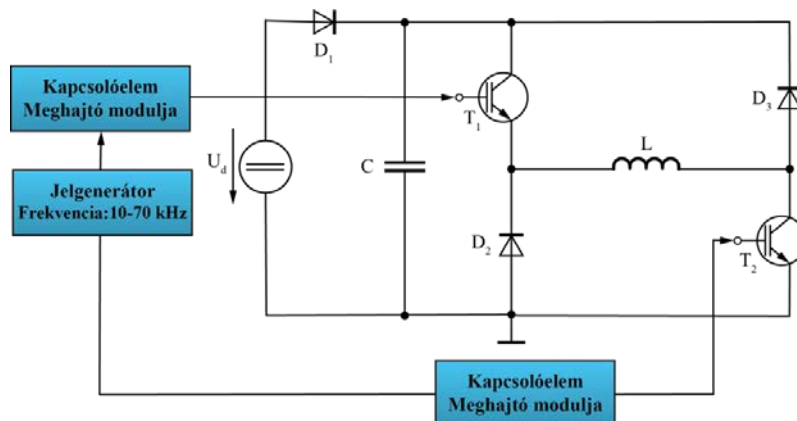 D1
Kapcsolóelem
Meghajtó modulja
T1
D3
Ud
C
L
Jelgenerátor
Frekvencia:10-70 kHz
D2
T2
Kapcsolóelem
Meghajtó modulja